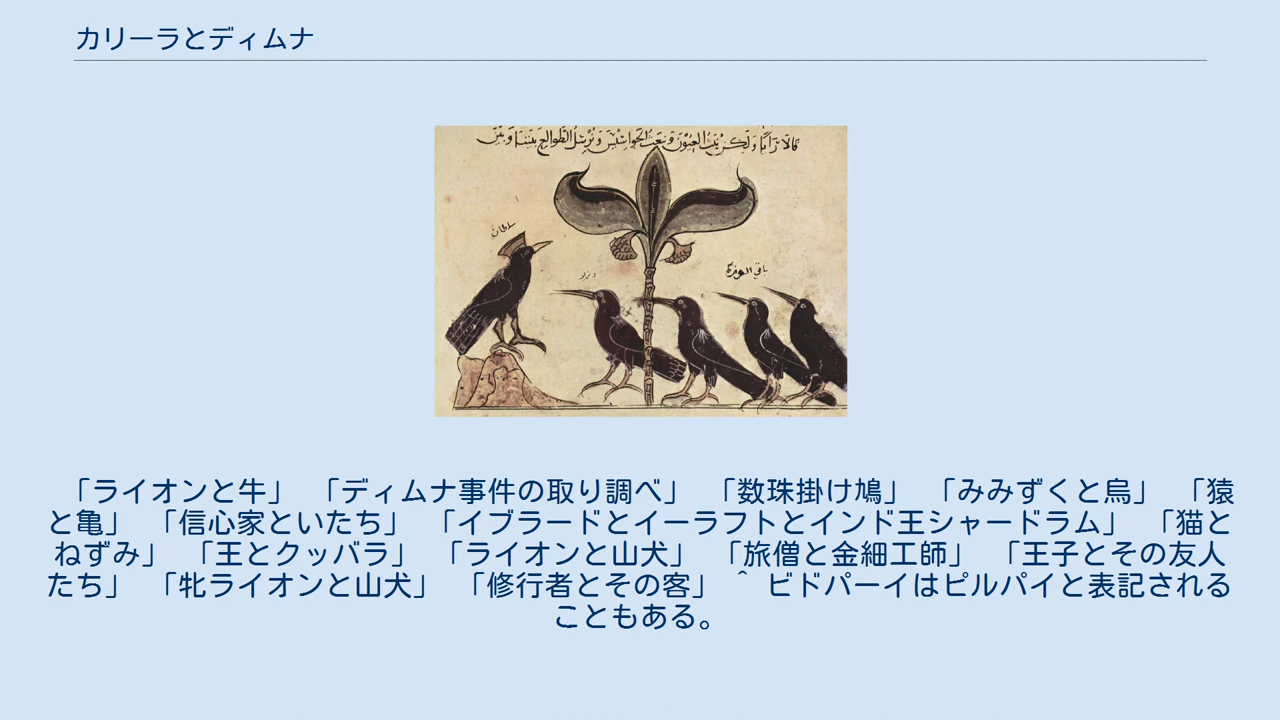 カリーラとディムナ
سلطان
وزير
「ライオンと牛」 「ディムナ事件の取り調べ」 「数珠掛け鳩」 「みみずくと烏」 「猿
と亀」 「信心家といたち」 「イブラードとイーラフトとインド王シャードラム」 「猫と
ねずみ」 「王とクッバラ」 「ライオンと山犬」 「旅僧と金細工師」 「王子とその友人
たち」 「牝ライオンと山犬」 「修行者とその客」 ^ ビドパーイはピルパイと表記される
こともある。